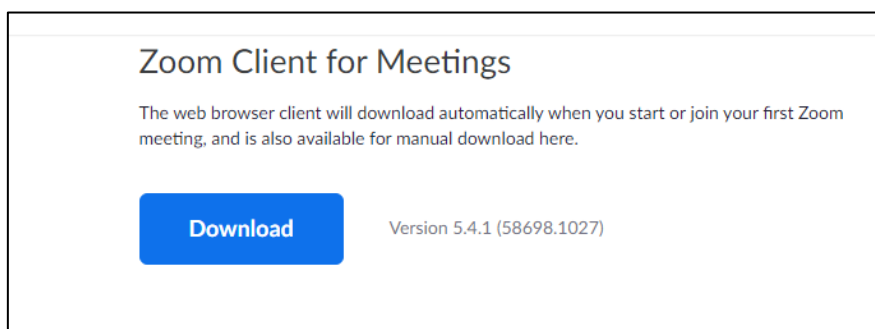 Zoom Client for Meetings
The web browser client will download automatically when you start or join your first Zoom
meeting, and is also available for manual download here.
Download
Version 5.4.1 (58698.1027)